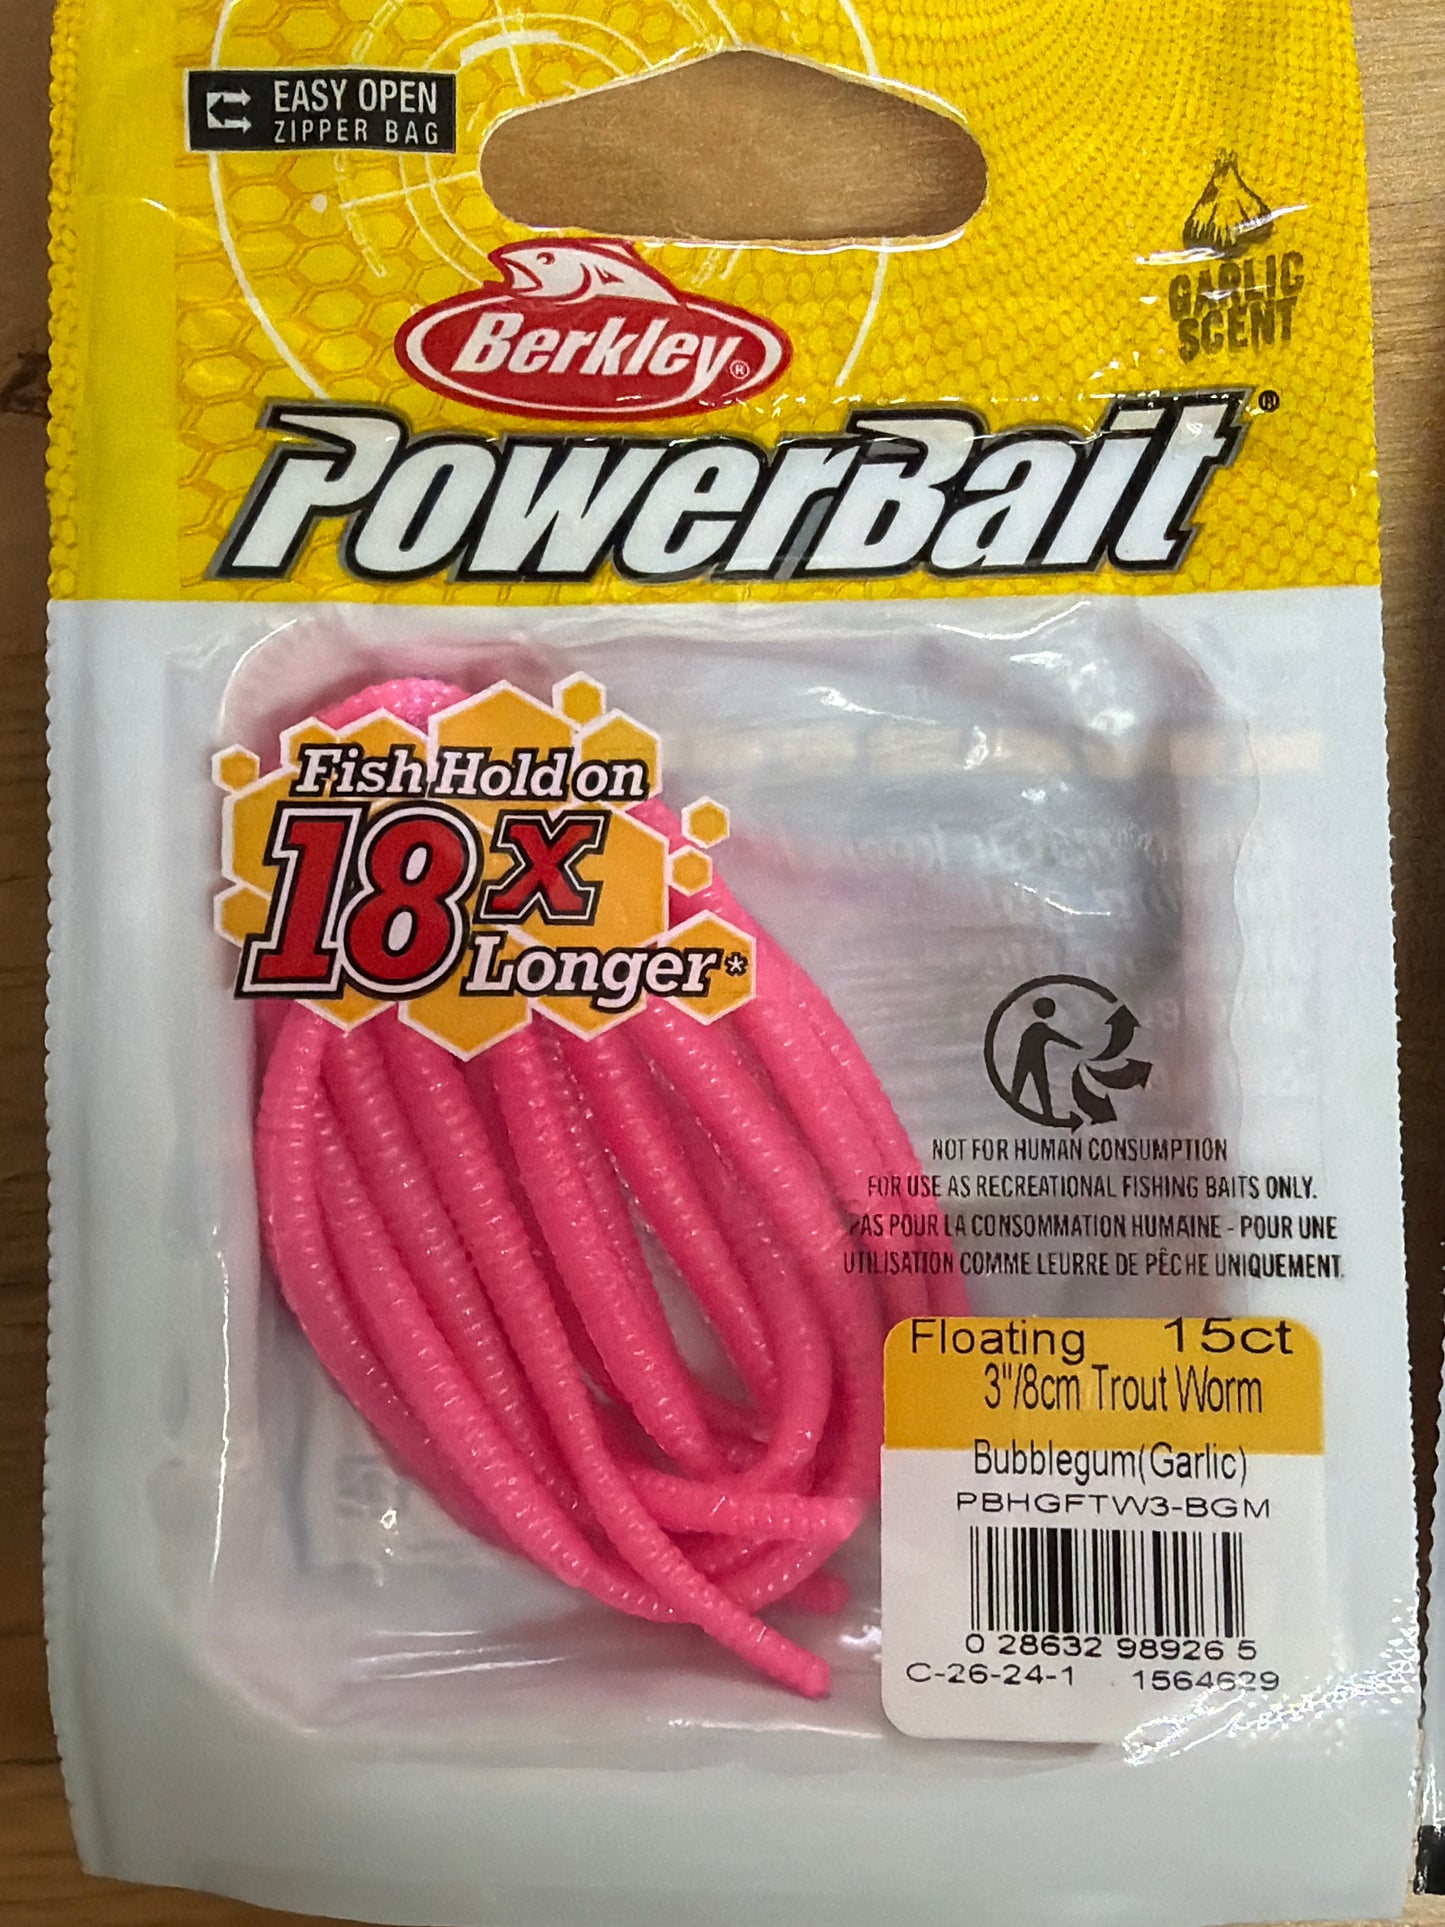 EASY OPEN
ZIPPER BAG
GARLIC
SCENT
Berkley®
PowerBait®
Fish Hold on
18x
Longer*
NOT FOR HUMAN CONSUMPTION
FOR USE AS RECREATIONAL FISHING BAITS ONLY.
PAS POUR LA CONSOMMATION HUMAINE - POUR UNE
UTILISATION COMME LEURRE DE PÊCHE UNIQUEMENT.
Floating 15ct
3"/8cm Trout Worm
Bubblegum(Garlic)
PBHGFTW3-BGM
0 28632 98926 5
C-26-24-1 1564629